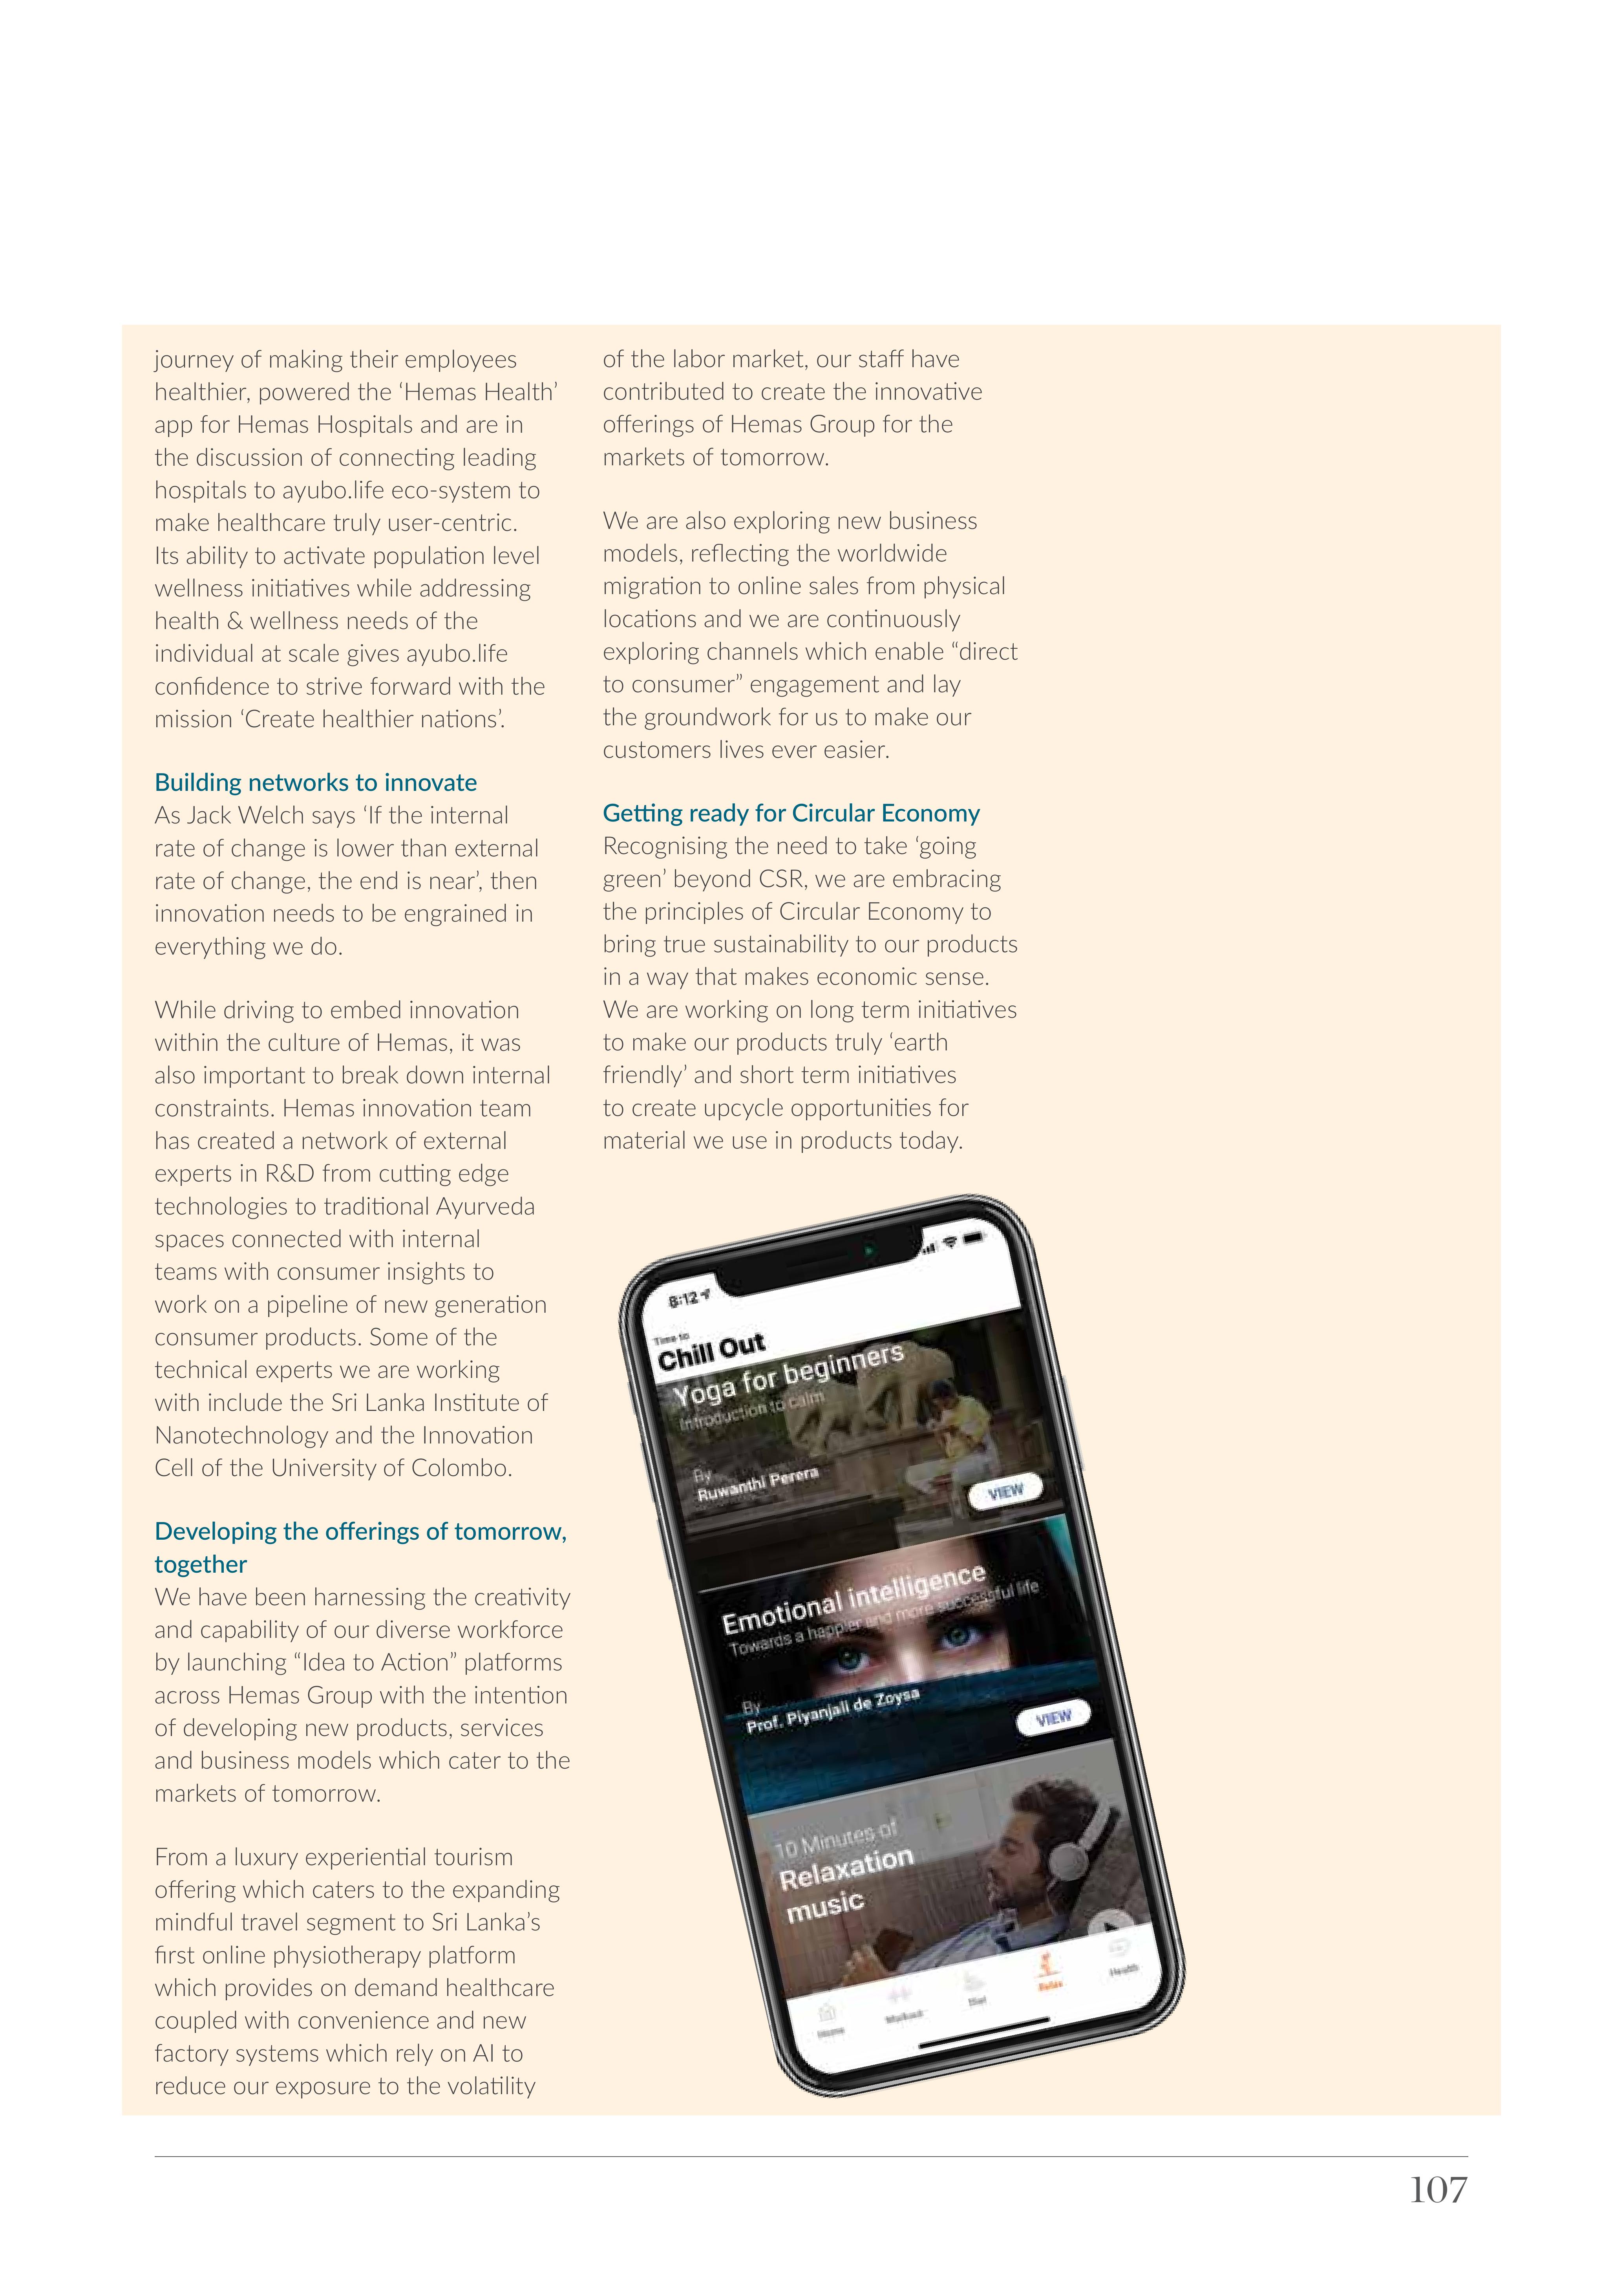 journey of making their employees
healthier, powered the ‘Hemas Health’
app for Hemas Hospitals and are in
the discussion of connecting leading
hospitals to ayubo.life eco-system to
make healthcare truly user-centric.
Its ability to activate population level
wellness initiatives while addressing
health & wellness needs of the
individual at scale gives ayubo.life
confidence to strive forward with the
mission ‘Create healthier nations’.
Building networks to innovate
As Jack Welch says ‘If the internal
rate of change is lower than external
rate of change, the end is near’, then
innovation needs to be engrained in
everything we do.
While driving to embed innovation
within the culture of Hemas, it was
also important to break down internal
constraints. Hemas innovation team
has created a network of external
experts in R&D from cutting edge
technologies to traditional Ayurveda
spaces connected with internal
teams with consumer insights to
work on a pipeline of new generation
consumer products. Some of the
technical experts we are working
with include the Sri Lanka Institute of
Nanotechnology and the Innovation
Cell of the University of Colombo.
Developing the offerings of tomorrow,
together
We have been harnessing the creativity
and capability of our diverse workforce
by launching “Idea to Action” platforms
across Hemas Group with the intention
of developing new products, services
and business models which cater to the
markets of tomorrow.
From a luxury experiential tourism
offering which caters to the expanding
mindful travel segment to Sri Lanka’s
first online physiotherapy platform
which provides on demand healthcare
coupled with convenience and new
factory systems which rely on AI to
reduce our exposure to the volatility
of the labor market, our staff have
contributed to create the innovative
offerings of Hemas Group for the
markets of tomorrow.
We are also exploring new business
models, reflecting the worldwide
migration to online sales from physical
locations and we are continuously
exploring channels which enable “direct
to consumer” engagement and lay
the groundwork for us to make our
customers lives ever easier.
Getting ready for Circular Economy
Recognising the need to take ‘going
green’ beyond CSR, we are embracing
the principles of Circular Economy to
bring true sustainability to our products
in a way that makes economic sense.
We are working on long term initiatives
to make our products truly ‘earth
friendly’ and short term initiatives
to create upcycle opportunities for
material we use in products today.
8:12
Time to
Chill Out
Yoga for beginners
Introduction to calm
By
Ruwanthi Perera
VIEW
Emotional intelligence
Towards a happier and more successful life
By
Prof. Piyanjali de Zoysa
VIEW
10 Minutes of
Relaxation
music
Home Workout Diet Relax Health
107